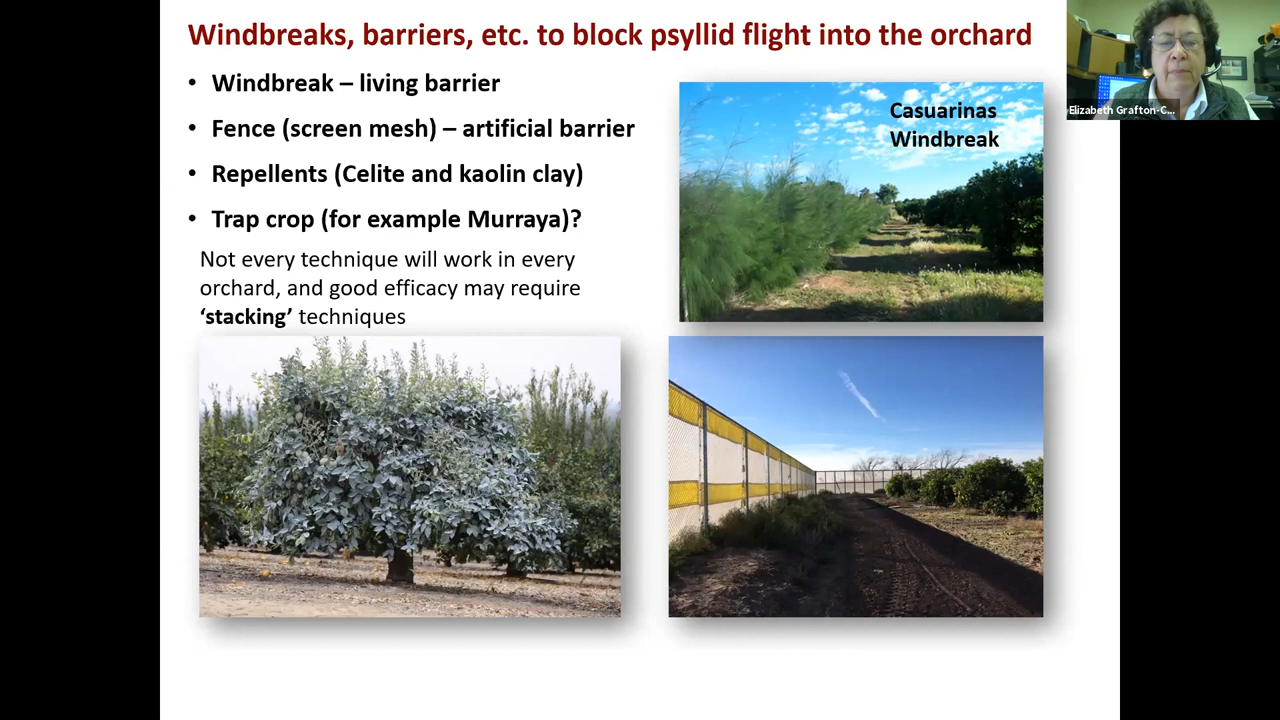 Windbreaks, barriers, etc. to block psyllid flight into the orchard
• Windbreak – living barrier
• Fence (screen mesh) – artificial barrier
• Repellents (Celite and kaolin clay)
• Trap crop (for example Murraya)?
Not every technique will work in every
orchard, and good efficacy may require
‘stacking’ techniques
Casuarinas
Windbreak
Elizabeth Grafton-C...